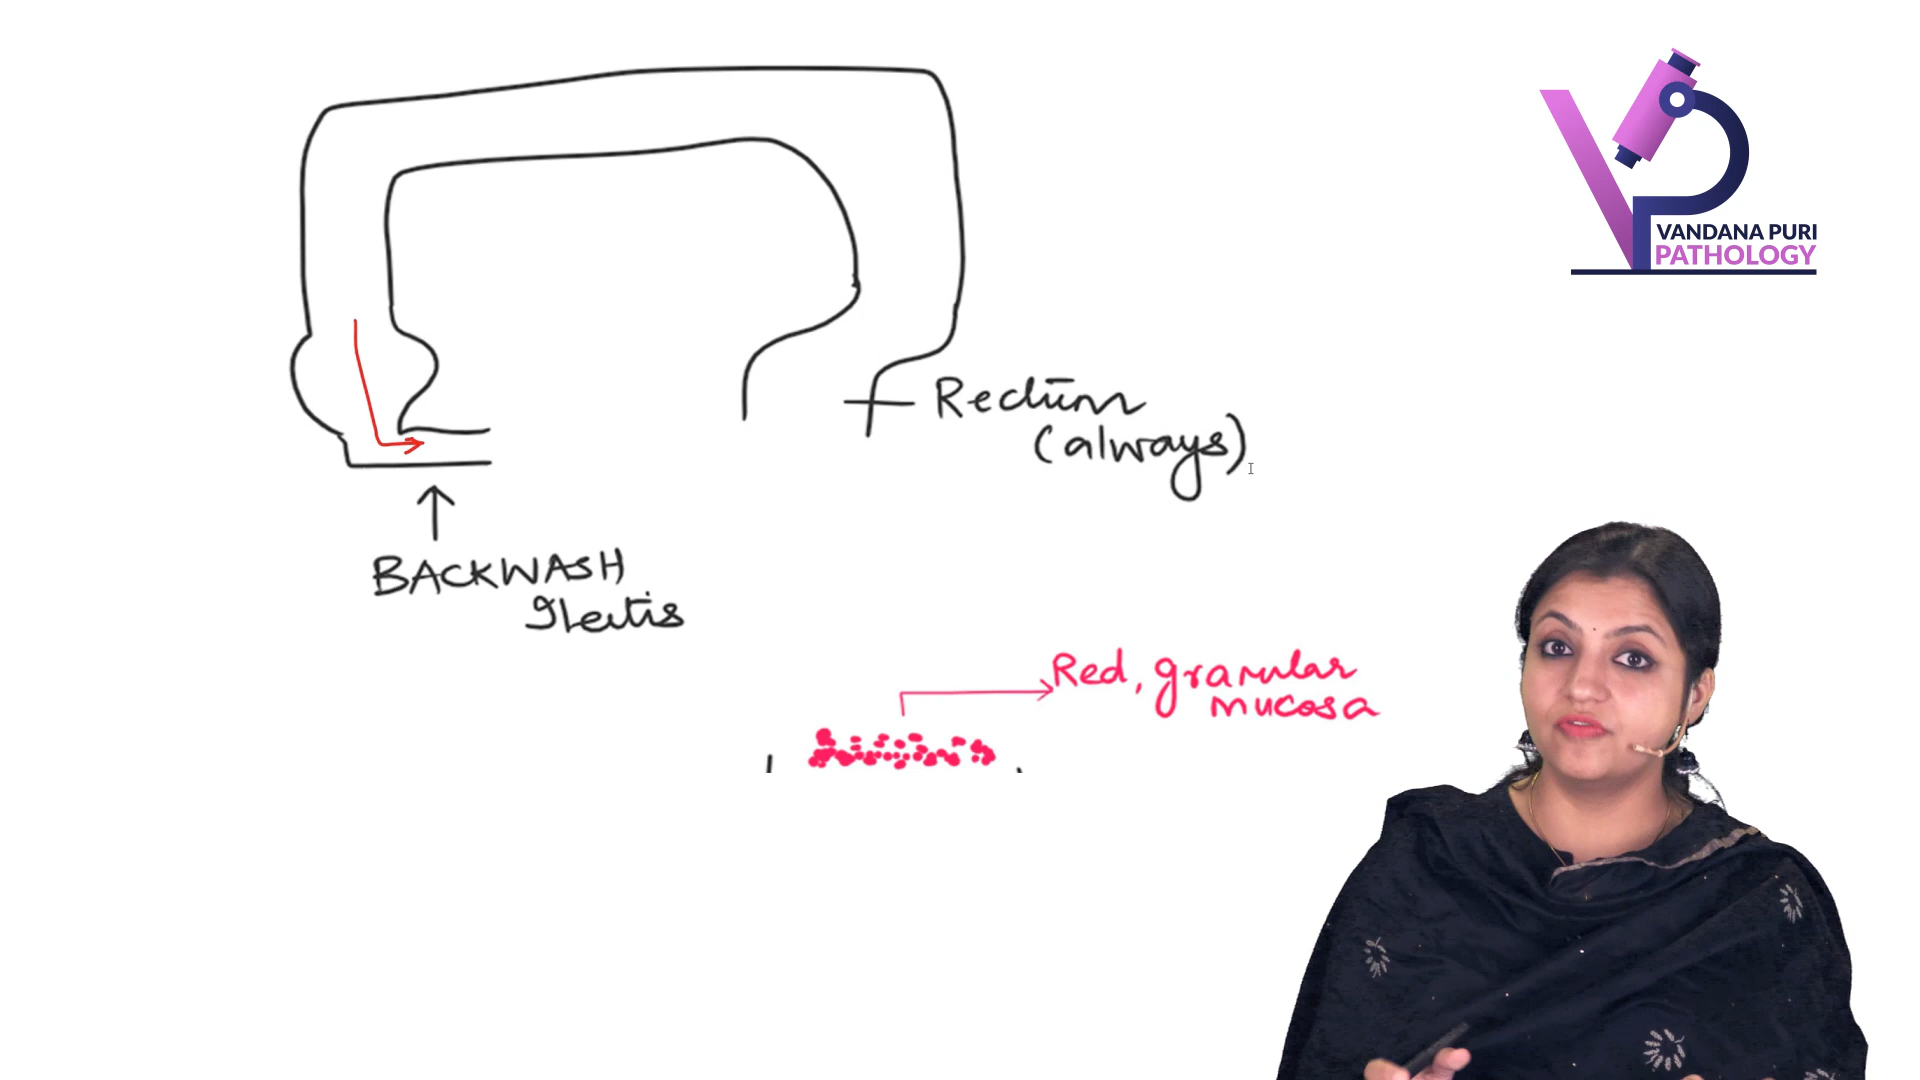 VANDANA PURI
PATHOLOGY
Rectum
(always)
BACKWASH
Ileitis
Red, granular
mucosa